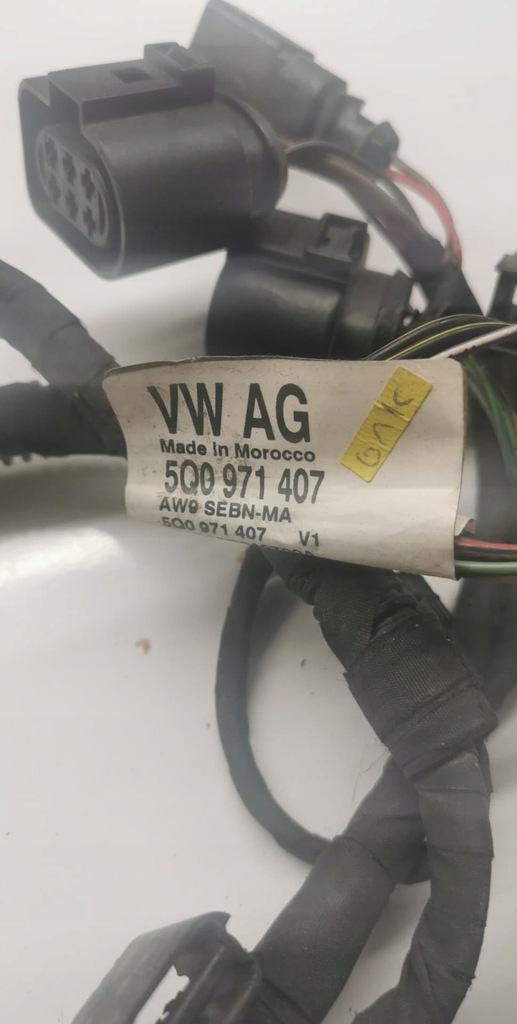 VW AG
Made in Morocco
5Q0 971 407
AW9 SEBN-MA
5Q0 971 407 V1